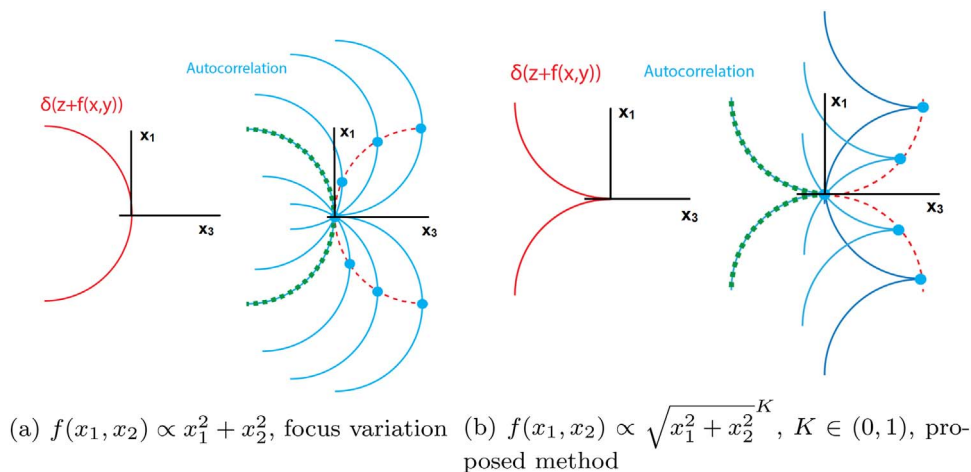 δ(z+f(x,y))
x₁
x₃
Autocorrelation
x₁
x₃
δ(z+f(x,y))
x₁
x₃
Autocorrelation
x₁
x₃
(a) f(x₁, x₂) ∝ x₁² + x₂², focus variation
(b) f(x₁, x₂) ∝ √(x₁² + x₂²)ᴷ, K ∈ (0, 1), pro-
posed method